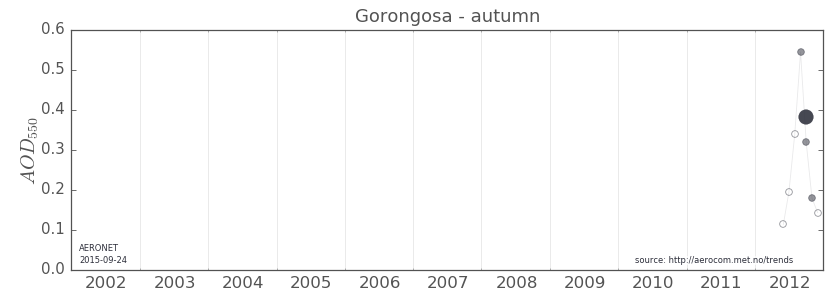 Gorongosa - autumn
0.6
0.5
0.4
0.3
0.2
0.1
0.0
AOD550
AERONET
2015-09-24
source: http://aerocom.met.no/trends
2002 2003 2004 2005 2006 2007 2008 2009 2010 2011 2012